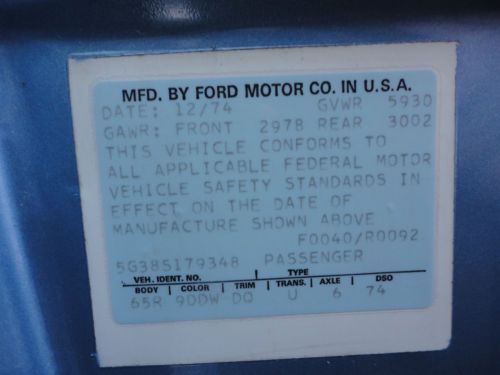 MFD. BY FORD MOTOR CO. IN U.S.A.
DATE: 12/74 GVWR 5930
GAWR: FRONT 2978 REAR 3002
THIS VEHICLE CONFORMS TO
ALL APPLICABLE FEDERAL MOTOR
VEHICLE SAFETY STANDARDS IN
EFFECT ON THE DATE OF
MANUFACTURE SHOWN ABOVE
F0040/R0092
5G38S179348 PASSENGER
VEH. IDENT. NO. TYPE
BODY COLOR TRIM TRANS. AXLE DSO
65R 9DDW DQ U 6 74